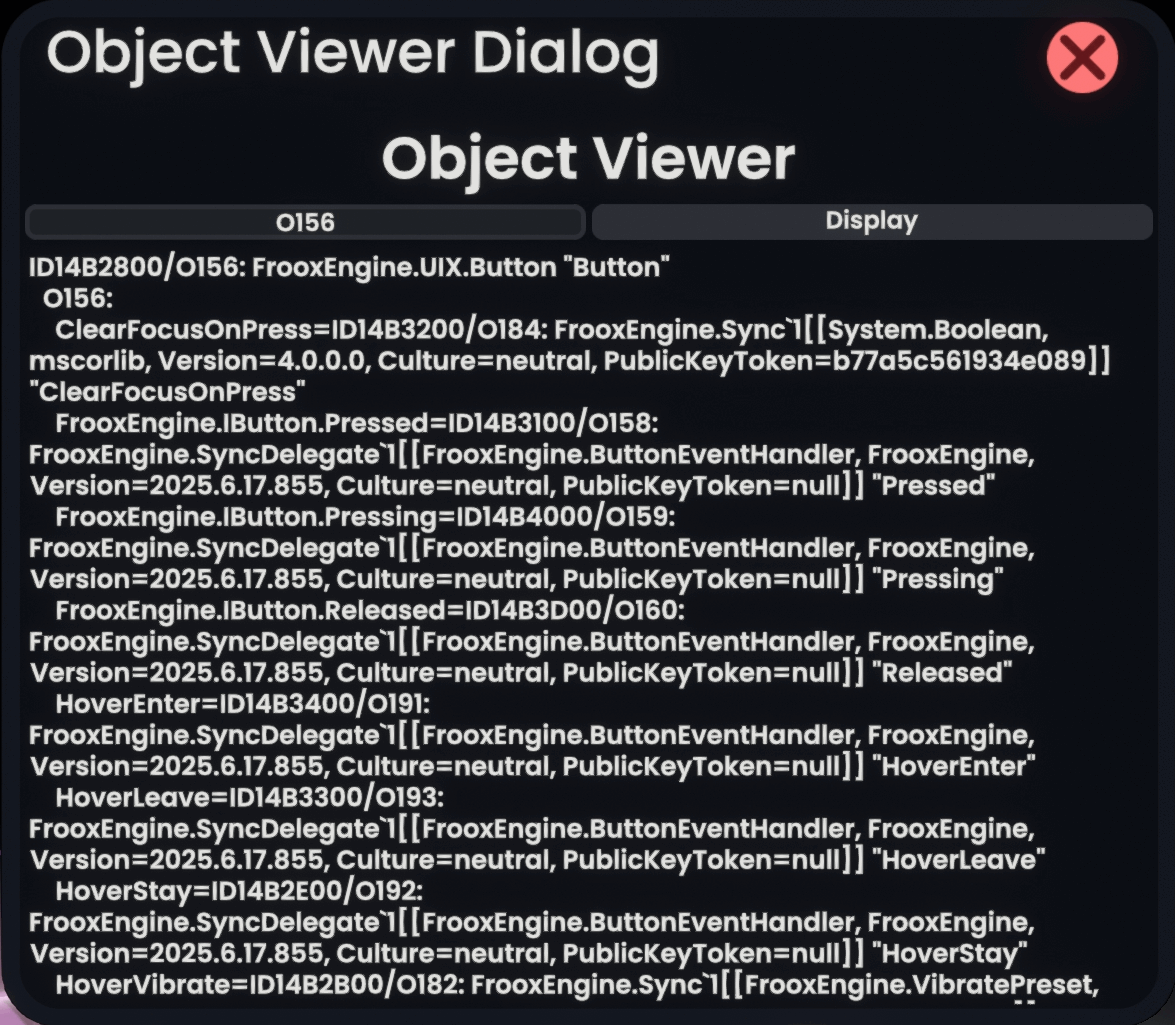 Object Viewer Dialog
Object Viewer
O156
Display
ID14B2800/O156: FrooxEngine.UIX.Button "Button"
O156:
ClearFocusOnPress=ID14B3200/O184: FrooxEngine.Sync`1[[System.Boolean,
mscorlib, Version=4.0.0.0, Culture=neutral, PublicKeyToken=b77a5c561934e089]]
"ClearFocusOnPress"
FrooxEngine.IButton.Pressed=ID14B3100/O158:
FrooxEngine.SyncDelegate`1[[FrooxEngine.ButtonEventHandler, FrooxEngine,
Version=2025.6.17.855, Culture=neutral, PublicKeyToken=null]] "Pressed"
FrooxEngine.IButton.Pressing=ID14B4000/O159:
FrooxEngine.SyncDelegate`1[[FrooxEngine.ButtonEventHandler, FrooxEngine,
Version=2025.6.17.855, Culture=neutral, PublicKeyToken=null]] "Pressing"
FrooxEngine.IButton.Released=ID14B3D00/O160:
FrooxEngine.SyncDelegate`1[[FrooxEngine.ButtonEventHandler, FrooxEngine,
Version=2025.6.17.855, Culture=neutral, PublicKeyToken=null]] "Released"
HoverEnter=ID14B3400/O191:
FrooxEngine.SyncDelegate`1[[FrooxEngine.ButtonEventHandler, FrooxEngine,
Version=2025.6.17.855, Culture=neutral, PublicKeyToken=null]] "HoverEnter"
HoverLeave=ID14B3300/O193:
FrooxEngine.SyncDelegate`1[[FrooxEngine.ButtonEventHandler, FrooxEngine,
Version=2025.6.17.855, Culture=neutral, PublicKeyToken=null]] "HoverLeave"
HoverStay=ID14B2E00/O192:
FrooxEngine.SyncDelegate`1[[FrooxEngine.ButtonEventHandler, FrooxEngine,
Version=2025.6.17.855, Culture=neutral, PublicKeyToken=null]] "HoverStay"
HoverVibrate=ID14B2B00/O182: FrooxEngine.Sync`1[[FrooxEngine.VibratePreset,